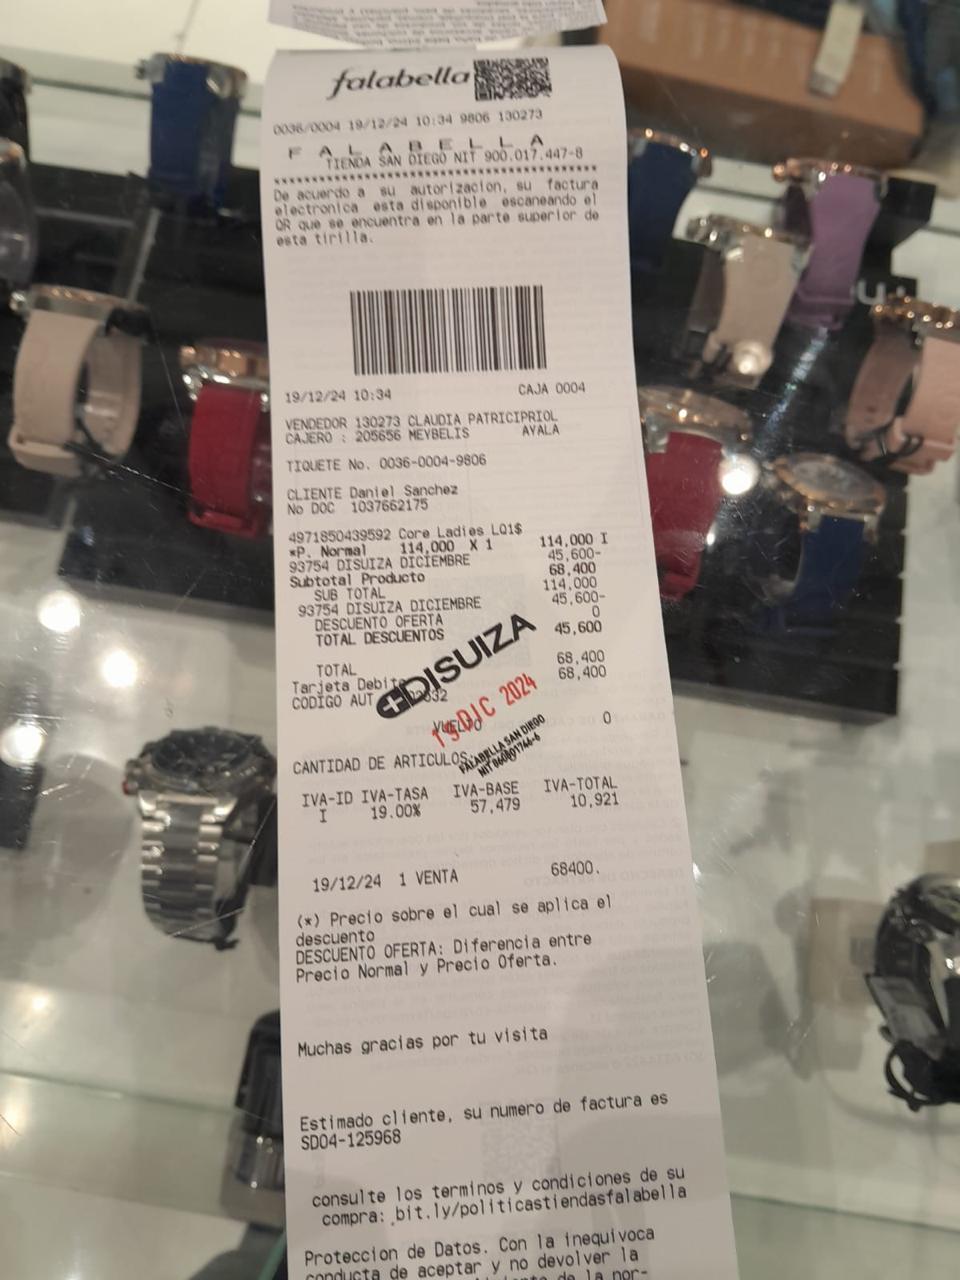 falabella
0036/0004 19/12/24 10:34 9806 130273
F A L A B E L L A
TIENDA SAN DIEGO NIT 900.017.447-8
De acuerdo a su autorizacion, su factura
electronica esta disponible escaneando el
QR que se encuentra en la parte superior de
esta tirilla.
19/12/24 10:34 CAJA 0004
VENDEDOR 130273 CLAUDIA PATRICIPRIOL
CAJERO : 205656 MEYBELIS AYALA
TIQUETE No. 0036-0004-9806
CLIENTE Daniel Sanchez
No DOC 1037662175
4971850439592 Core Ladies LQ1$ 114,000 I
*P. Normal 114,000 X 1
93754 DISUIZA DICIEMBRE 45,600-
Subtotal Producto 68,400
SUB TOTAL 114,000
93754 DISUIZA DICIEMBRE 45,600-
DESCUENTO OFERTA 0
TOTAL DESCUENTOS 45,600
TOTAL 68,400
Tarjeta Debito 68,400
CODIGO AUT
DISUIZA
19 DIC 2024
VUELTO 0
FALABELLA SAN DIEGO
NIT
CANTIDAD DE ARTICULOS
IVA-ID IVA-TASA IVA-BASE IVA-TOTAL
I 19.00% 57,479 10,921
19/12/24 1 VENTA 68400.
(*) Precio sobre el cual se aplica el
descuento
DESCUENTO OFERTA: Diferencia entre
Precio Normal y Precio Oferta.
Muchas gracias por tu visita
Estimado cliente, su numero de factura es
SD04-125968
consulte los terminos y condiciones de su
compra: bit.ly/politicastiendasfalabella
Proteccion de Datos. Con la inequivoca
conducta de aceptar y no devolver la